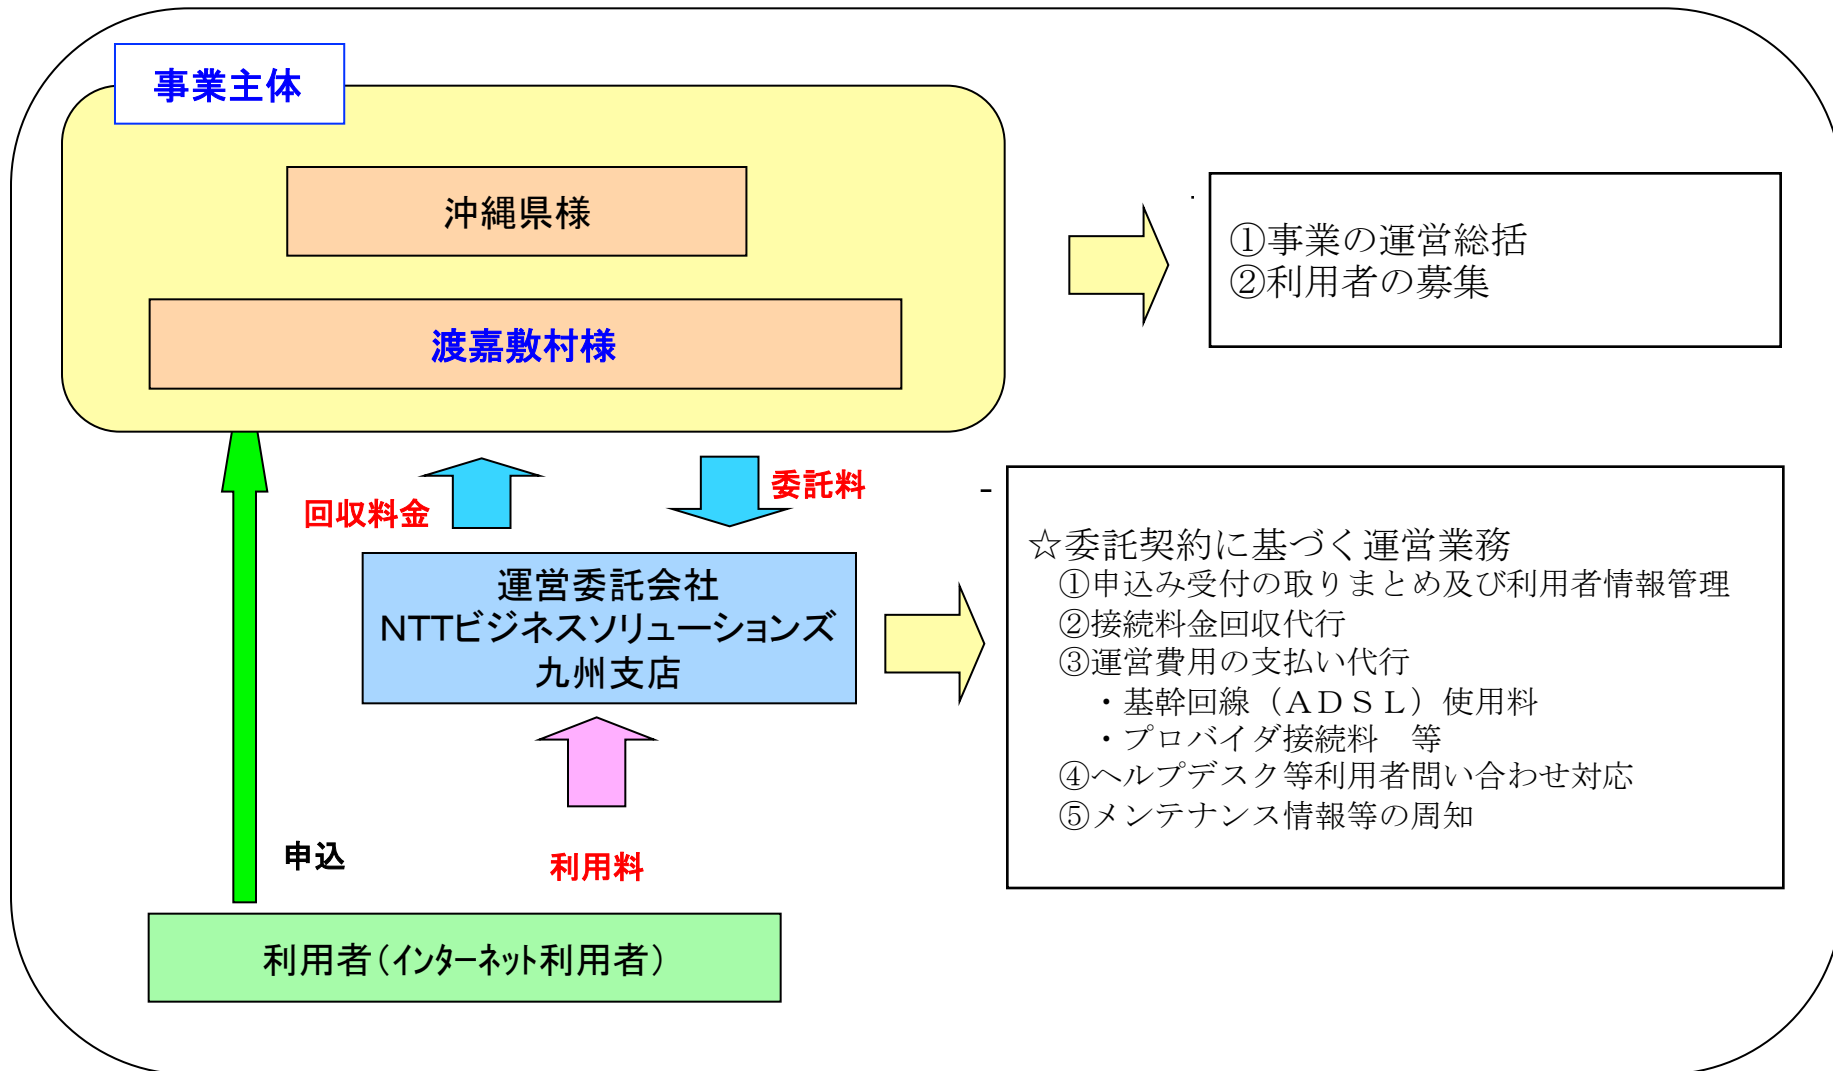 事業主体
沖縄県様
渡嘉敷村様
①事業の運営総括
②利用者の募集
回収料金
委託料
運営委託会社
NTTビジネスソリューションズ
九州支店
☆委託契約に基づく運営業務
①申込み受付の取りまとめ及び利用者情報管理
②接続料金回収代行
③運営費用の支払い代行
・基幹回線（ＡＤＳＬ）使用料
・プロバイダ接続料　等
④ヘルプデスク等利用者問い合わせ対応
⑤メンテナンス情報等の周知
申込
利用料
利用者（インターネット利用者）